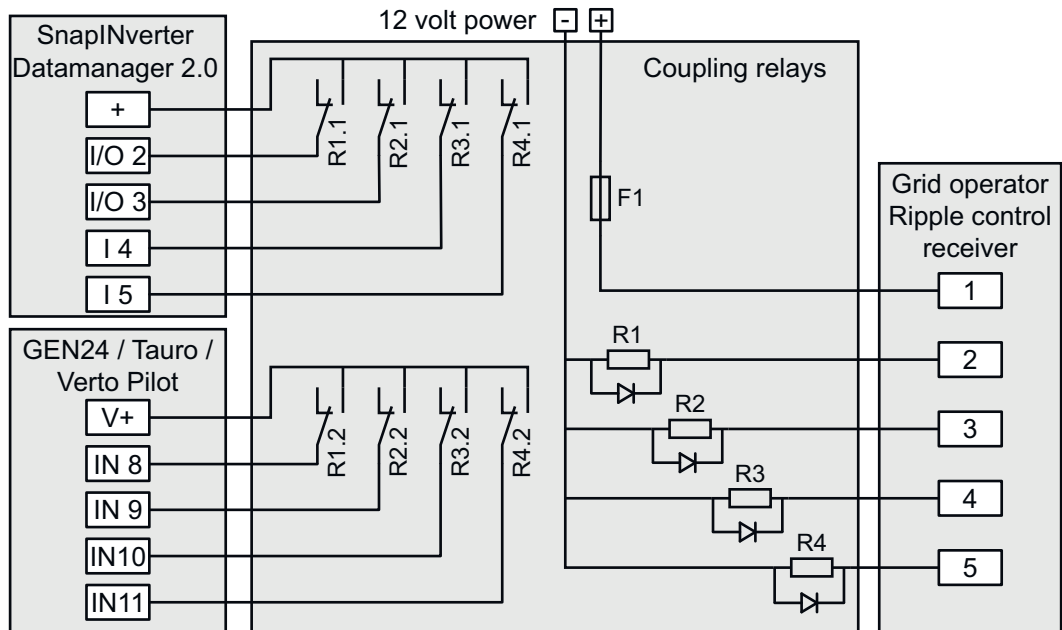 12 volt power - +
SnapINverter
Datamanager 2.0
+
I/O 2
I/O 3
I 4
I 5
GEN24 / Tauro /
Verto Pilot
V+
IN 8
IN 9
IN10
IN11
Coupling relays
R1.1
R2.1
R3.1
R4.1
R1.2
R2.2
R3.2
R4.2
F1
R1
R2
R3
R4
Grid operator
Ripple control
receiver
1
2
3
4
5